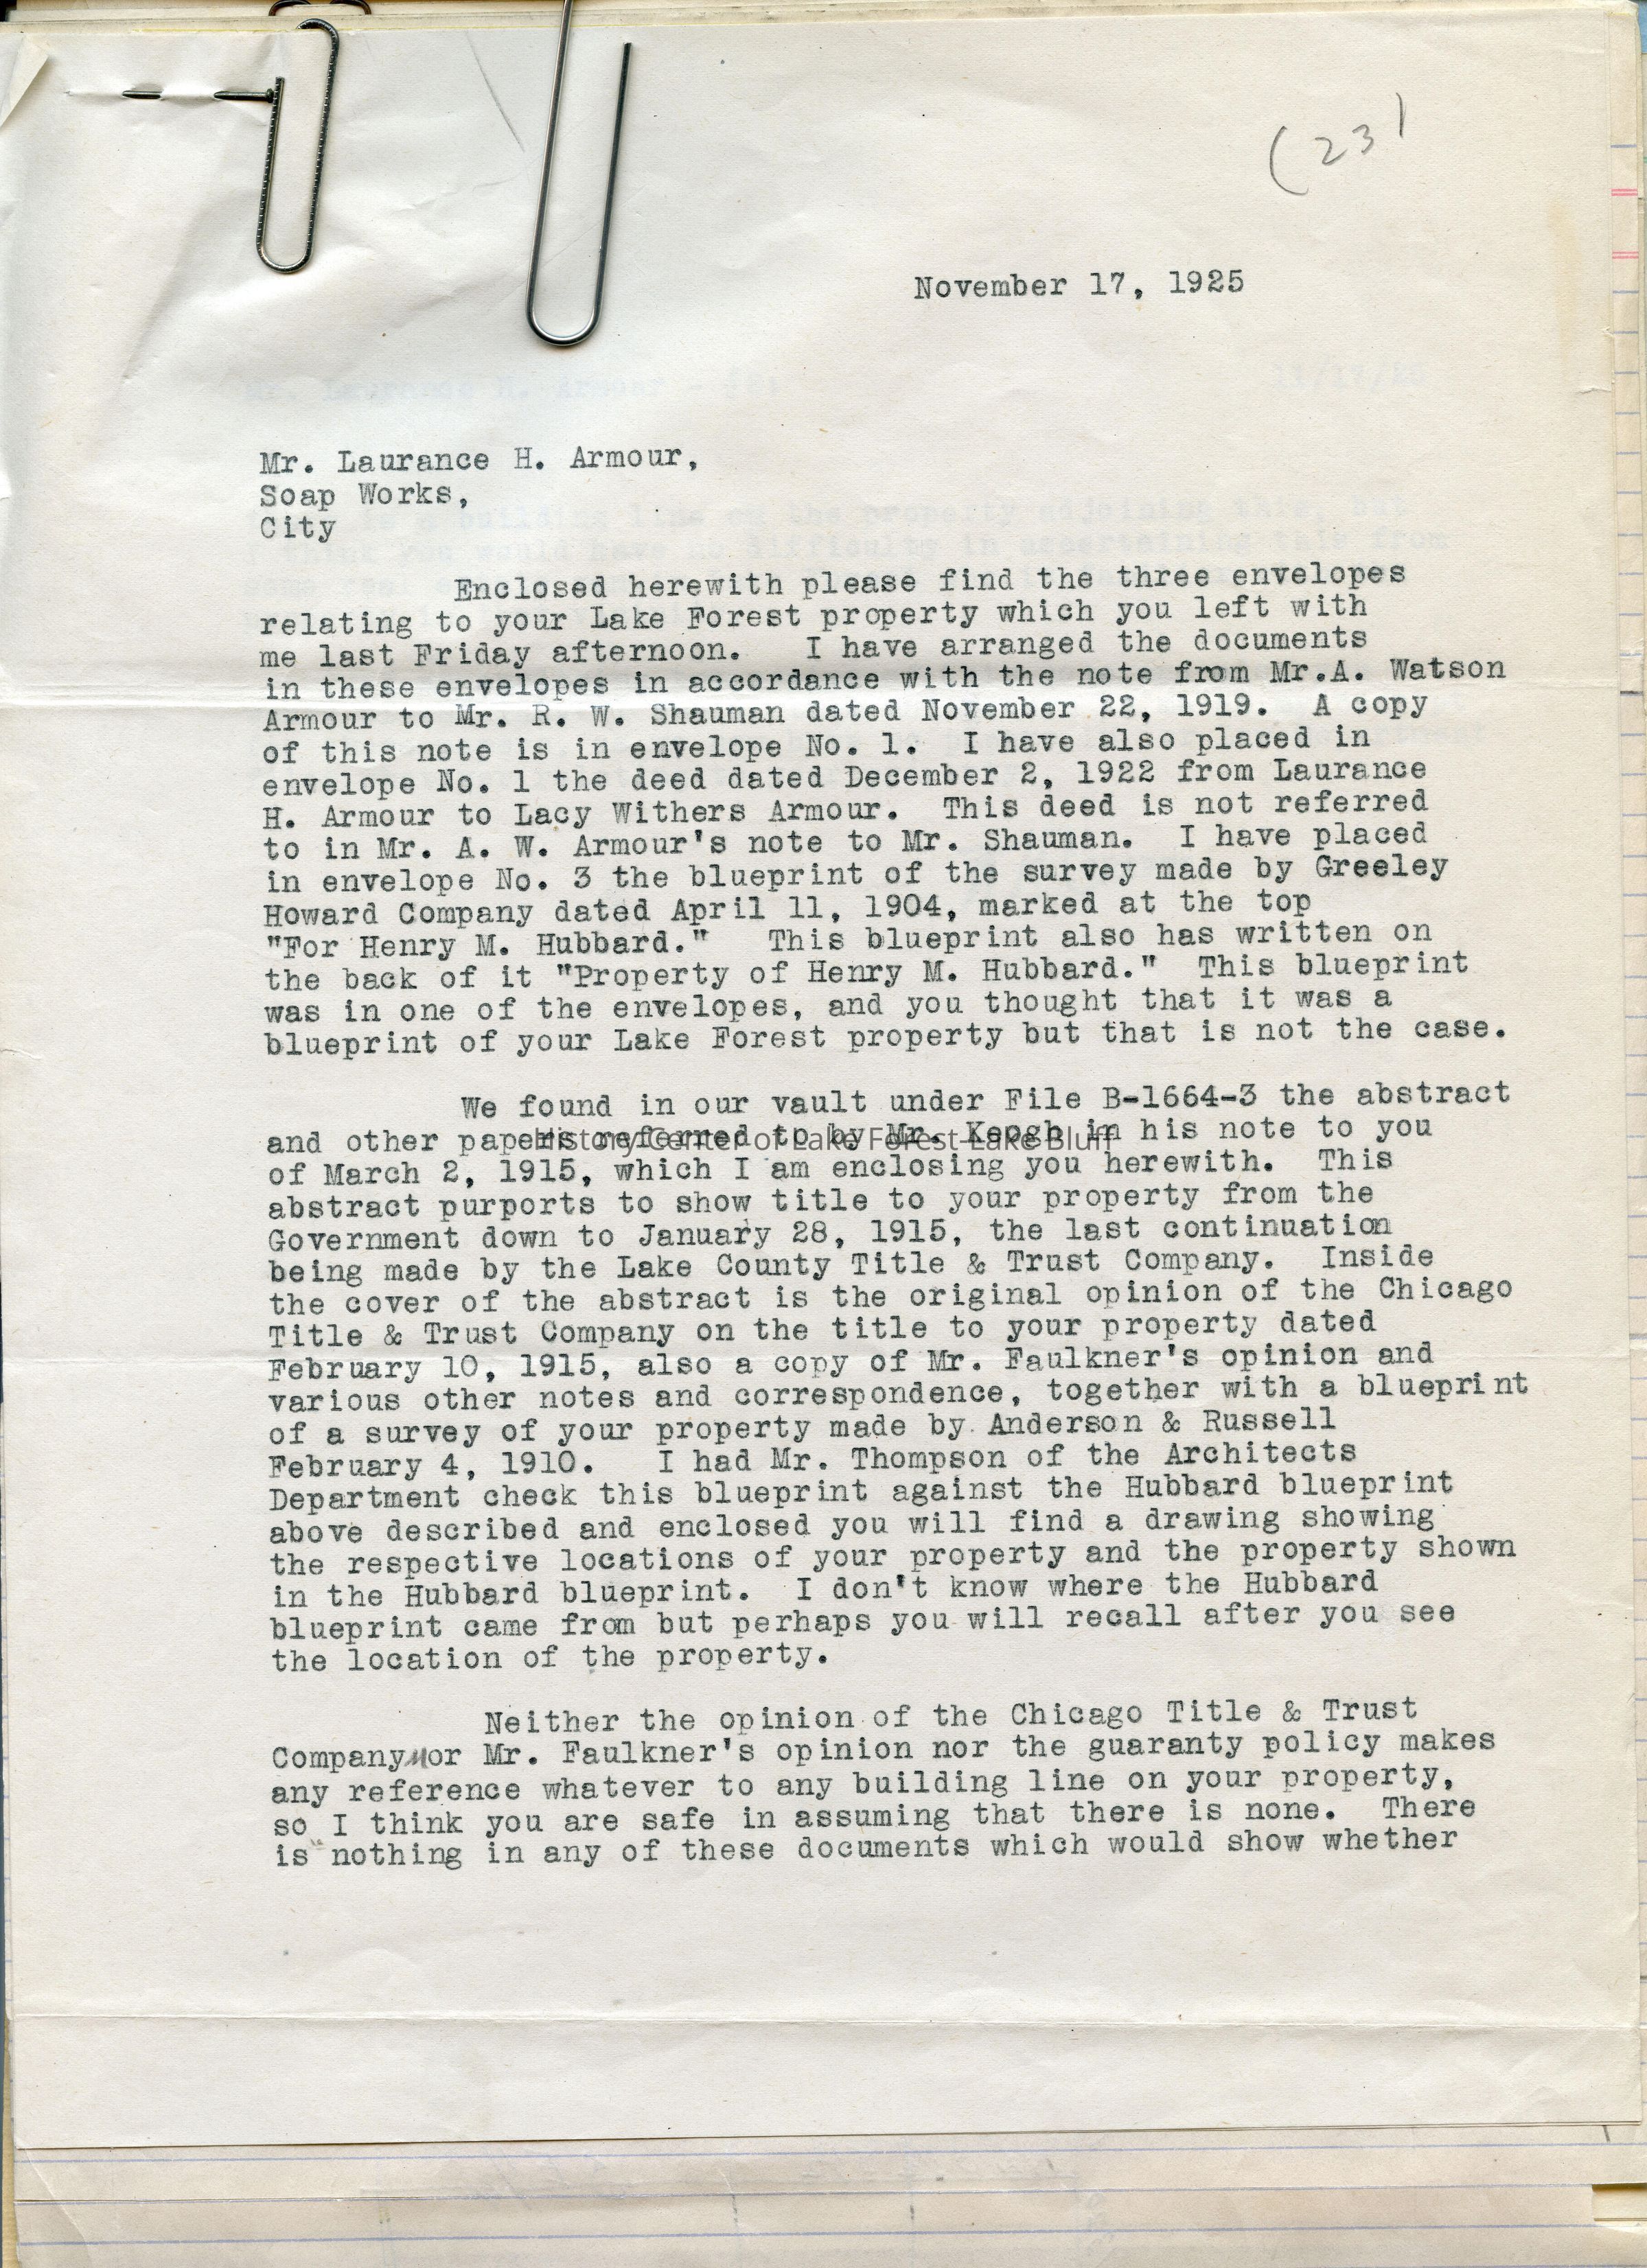 (23)
November 17, 1925
Mr. Laurance H. Armour,
Soap Works,
City
Enclosed herewith please find the three envelopes
relating to your Lake Forest property which you left with
me last Friday afternoon. I have arranged the documents
in these envelopes in accordance with the note from Mr.A. Watson
Armour to Mr. R. W. Shauman dated November 22, 1919. A copy
of this note is in envelope No. 1. I have also placed in
envelope No. 1 the deed dated December 2, 1922 from Laurance
H. Armour to Lacy Withers Armour. This deed is not referred
to in Mr. A. W. Armour's note to Mr. Shauman. I have placed
in envelope No. 3 the blueprint of the survey made by Greeley
Howard Company dated April 11, 1904, marked at the top
"For Henry M. Hubbard." This blueprint also has written on
the back of it "Property of Henry M. Hubbard." This blueprint
was in one of the envelopes, and you thought that it was a
blueprint of your Lake Forest property but that is not the case.
We found in our vault under File B-1664-3 the abstract
and other papers referred to by Mr. Keogh in his note to you
History Center of Lake Forest-Lake Bluff
of March 2, 1915, which I am enclosing you herewith. This
abstract purports to show title to your property from the
Government down to January 28, 1915, the last continuation
being made by the Lake County Title & Trust Company. Inside
the cover of the abstract is the original opinion of the Chicago
Title & Trust Company on the title to your property dated
February 10, 1915, also a copy of Mr. Faulkner's opinion and
various other notes and correspondence, together with a blueprint
of a survey of your property made by Anderson & Russell
February 4, 1910. I had Mr. Thompson of the Architects
Department check this blueprint against the Hubbard blueprint
above described and enclosed you will find a drawing showing
the respective locations of your property and the property shown
in the Hubbard blueprint. I don't know where the Hubbard
blueprint came from but perhaps you will recall after you see
the location of the property.
Neither the opinion of the Chicago Title & Trust
Company nor Mr. Faulkner's opinion nor the guaranty policy makes
any reference whatever to any building line on your property,
so I think you are safe in assuming that there is none. There
is nothing in any of these documents which would show whether